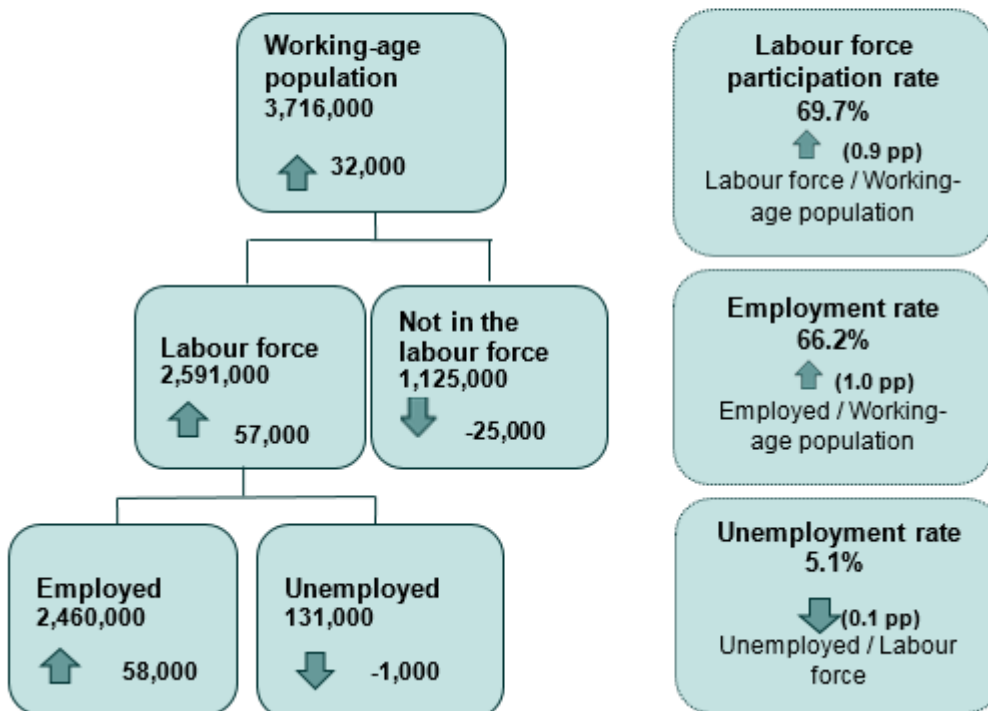 Working-age
population
3,716,000
32,000
Labour force
2,591,000
57,000
Not in the
labour force
1,125,000
-25,000
Employed
2,460,000
58,000
Unemployed
131,000
-1,000
Labour force
participation rate
69.7%
(0.9 pp)
Labour force / Working-
age population
Employment rate
66.2%
(1.0 pp)
Employed / Working-
age population
Unemployment rate
5.1%
(0.1 pp)
Unemployed / Labour
force